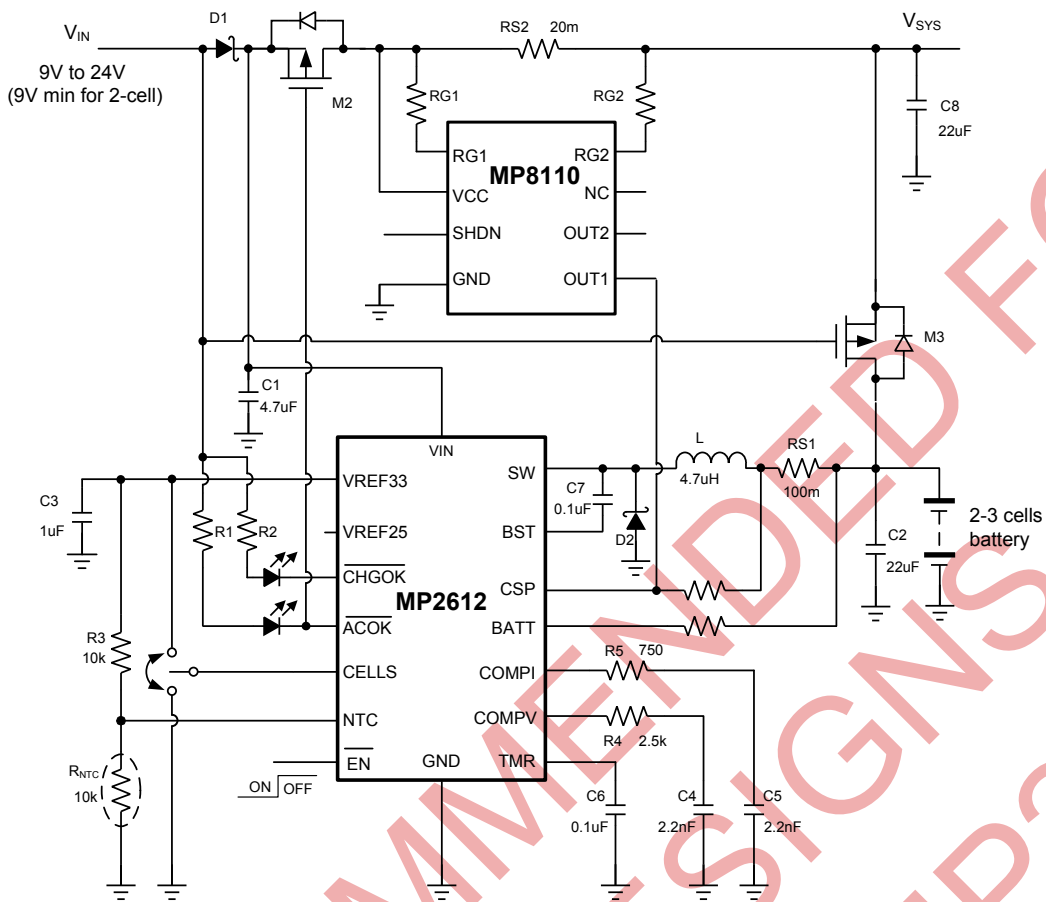 D1
VIN
9V to 24V
(9V min for 2-cell)
M2
RS2 20m
VSYS
RG1
RG2
C8
22uF
MP8110
RG1
VCC
SHDN
GND
RG2
NC
OUT2
OUT1
M3
C1
4.7uF
C3
1uF
R1
R2
R3
10k
RNTC
10k
ON OFF
MP2612
VIN
VREF33
VREF25
CHGOK
ACOK
CELLS
NTC
EN
GND
SW
BST
CSP
BATT
COMPI
COMPV
TMR
C7
0.1uF
D2
L
4.7uH
RS1
100m
C2
22uF
2-3 cells
battery
R5 750
R4 2.5k
C6
0.1uF
C4
2.2nF
C5
2.2nF
MMENDED FO
ESIGNS